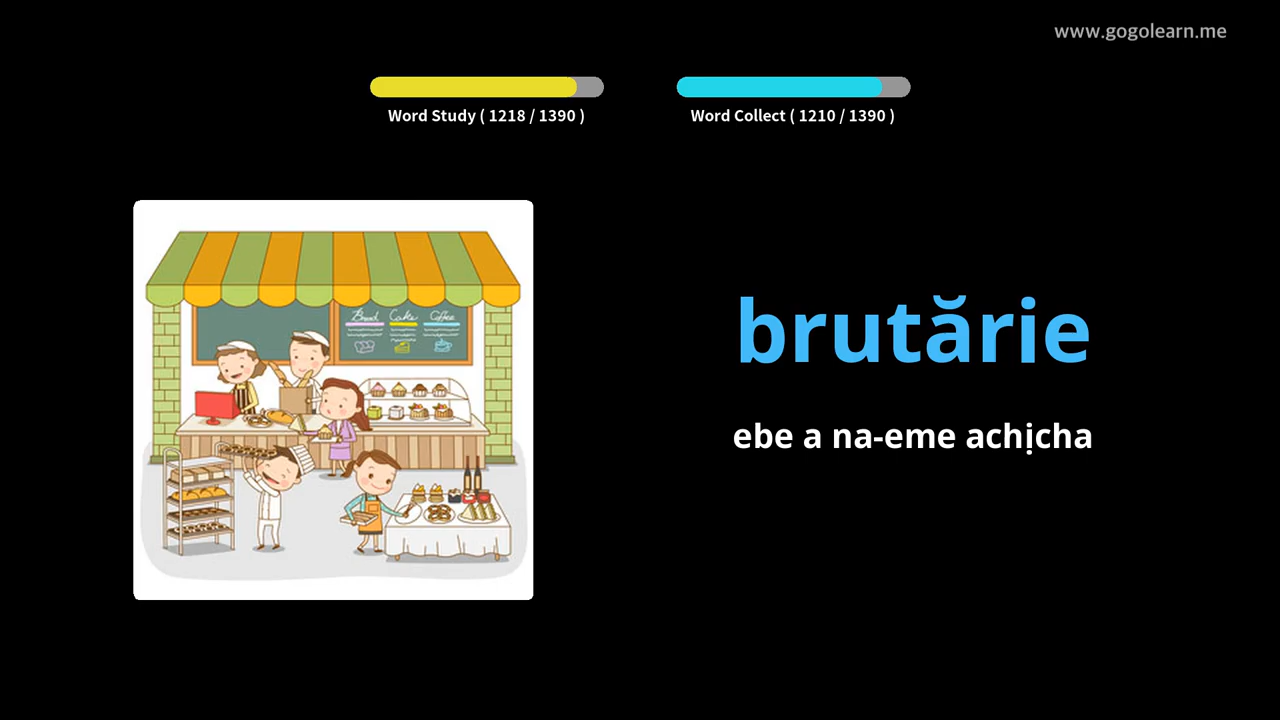 www.gogolearn.me
Word Study ( 1218 / 1390 )
Word Collect ( 1210 / 1390 )
Bread Cake Coffee
brutărie
ebe a na-eme achịcha